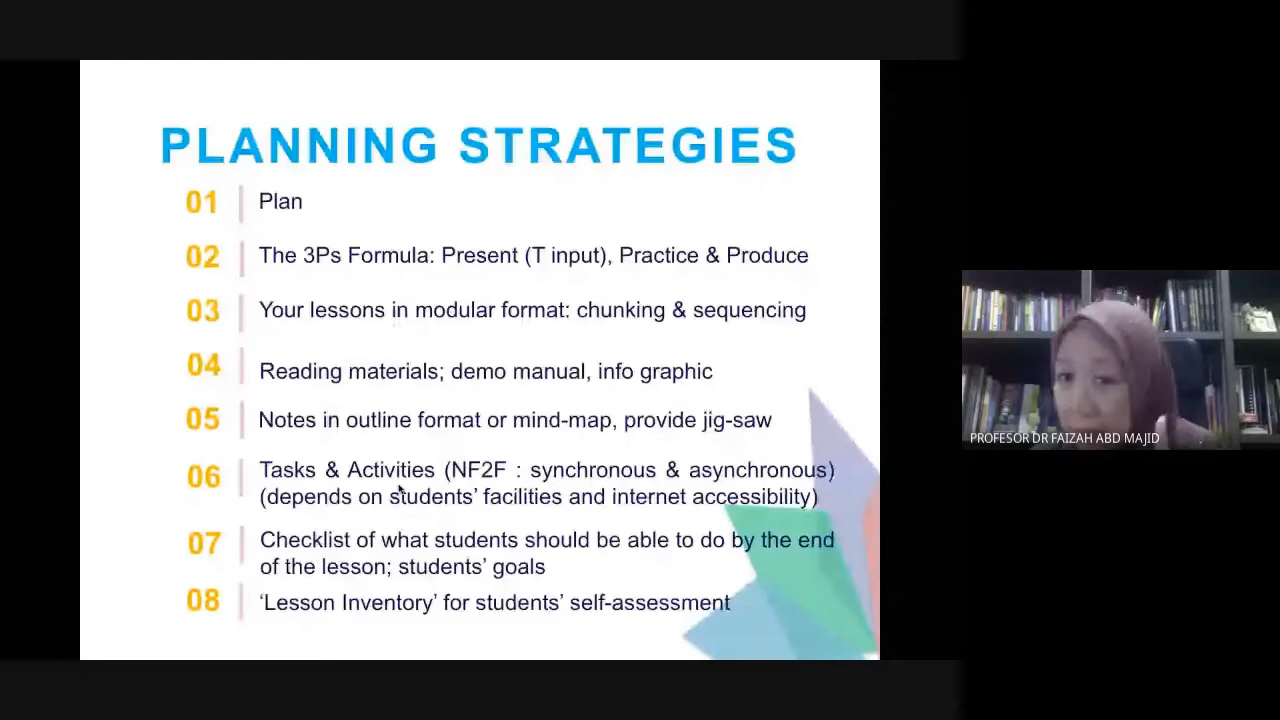 PLANNING STRATEGIES
01 Plan
02 The 3Ps Formula: Present (T input), Practice & Produce
03 Your lessons in modular format: chunking & sequencing
04 Reading materials; demo manual, info graphic
05 Notes in outline format or mind-map, provide jig-saw
06 Tasks & Activities (NF2F : synchronous & asynchronous)
(depends on students’ facilities and internet accessibility)
07 Checklist of what students should be able to do by the end
of the lesson; students’ goals
08 ‘Lesson Inventory’ for students’ self-assessment
PROFESOR DR FAIZAH ABD MAJID